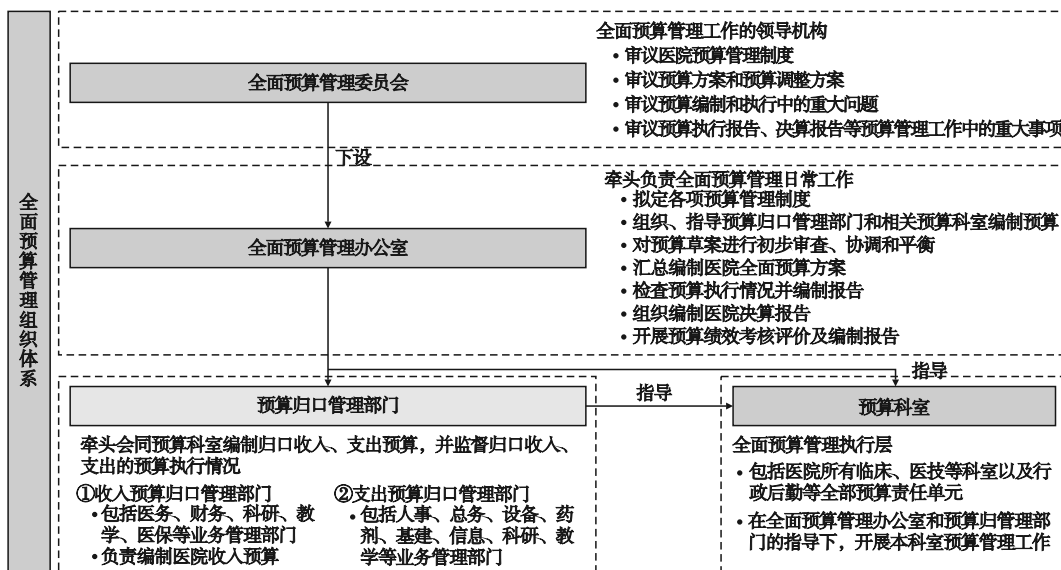 全面预算管理组织体系
全面预算管理委员会
全面预算管理工作的领导机构
• 审议医院预算管理制度
• 审议预算方案和预算调整方案
• 审议预算编制和执行中的重大问题
• 审议预算执行报告、决算报告等预算管理工作中的重大事项
下设
全面预算管理办公室
牵头负责全面预算管理日常工作
• 拟定各项预算管理制度
• 组织、指导预算归口管理部门和相关预算科室编制预算
• 对预算草案进行初步审查、协调和平衡
• 汇总编制医院全面预算方案
• 检查预算执行情况并编制报告
• 组织编制医院决算报告
• 开展预算绩效考核评价及编制报告
指导
预算归口管理部门
指导
预算科室
牵头会同预算科室编制归口收入、支出预算，并监督归口收入、
支出的预算执行情况
①收入预算归口管理部门
• 包括医务、财务、科研、教
学、医保等业务管理部门
• 负责编制医院收入预算
②支出预算归口管理部门
• 包括人事、总务、设备、药
剂、基建、信息、科研、教
学等业务管理部门
全面预算管理执行层
• 包括医院所有临床、医技等科室以及行
政后勤等全部预算责任单元
• 在全面预算管理办公室和预算归管理部
门的指导下，开展本科室预算管理工作